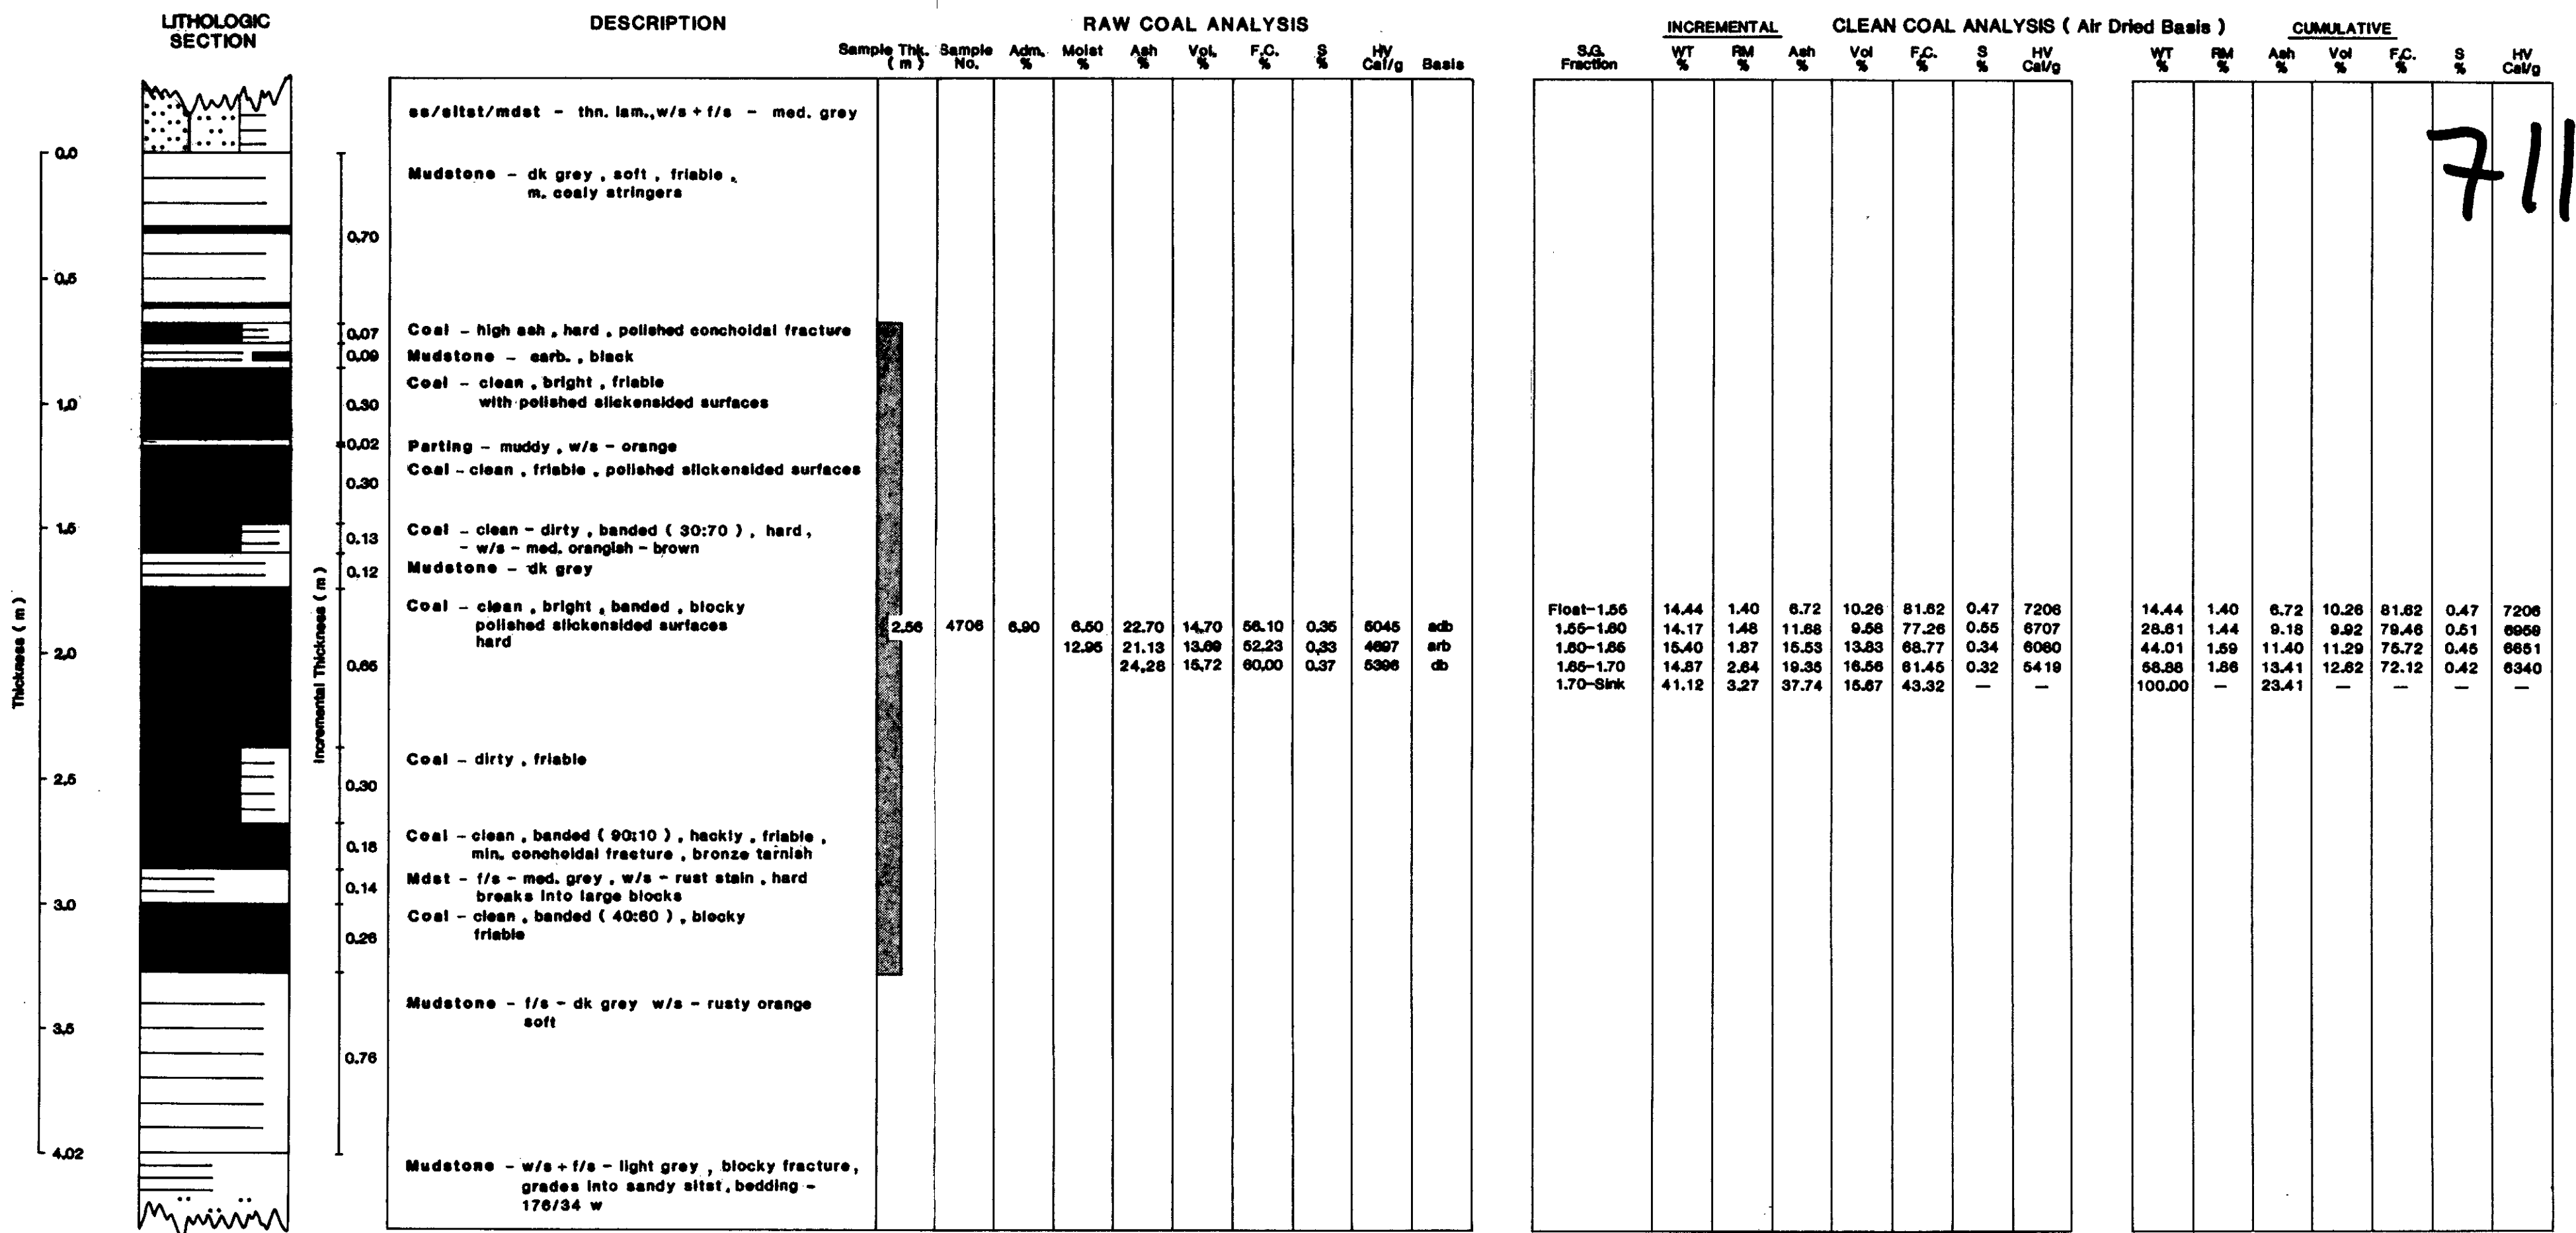 LITHOLOGIC
SECTION
DESCRIPTION
RAW COAL ANALYSIS
CLEAN COAL ANALYSIS ( Air Dried Basis )
INCREMENTAL
CUMULATIVE
Sample Thk. Sample Adm. Moist Ash Vol. F.C. S HV
( m ) No. % % % % % % Cal/g Basis
S.G. WT RM Ash Vol F.C. S HV
Fraction % % % % % % Cal/g
WT RM Ash Vol F.C. S HV
% % % % % % Cal/g
711
ss/sltst/mdst - thn. lam., w/s + f/s - med. grey
0.0
Mudstone - dk grey , soft , friable ,
m. coaly stringers
0.70
0.5
0.07 Coal - high ash , hard , polished conchoidal fracture
0.09 Mudstone - carb. , black
Coal - clean , bright , friable
1.0 0.30 with polished slickensided surfaces
0.02 Parting - muddy , w/s - orange
Coal - clean , friable , polished slickensided surfaces
0.30
1.5 0.13 Coal - clean - dirty , banded ( 30:70 ) , hard ,
- w/s - med. orangish - brown
0.12 Mudstone - dk grey
Thickness ( m )
Incremental Thickness ( m )
Coal - clean , bright , banded , blocky
polished slickensided surfaces
hard
2.0
0.65
2.56 4706 6.90 6.50 22.70 14.70 56.10 0.35 5045 adb
12.95 21.13 13.69 52.23 0.33 4697 arb
24.28 15.72 60.00 0.37 5396 db
Float-1.55 14.44 1.40 6.72 10.26 81.62 0.47 7206 14.44 1.40 6.72 10.26 81.62 0.47 7206
1.55-1.60 14.17 1.48 11.68 9.58 77.26 0.55 6707 28.61 1.44 9.18 9.92 79.46 0.51 6959
1.60-1.65 15.40 1.87 15.53 13.83 68.77 0.34 6080 44.01 1.59 11.40 11.29 75.72 0.45 6651
1.65-1.70 14.87 2.64 19.35 16.56 61.45 0.32 5419 58.88 1.86 13.41 12.62 72.12 0.42 6340
1.70-Sink 41.12 3.27 37.74 15.67 43.32 — — 100.00 — 23.41 — — — —
Coal - dirty , friable
2.5 0.30
Coal - clean , banded ( 90:10 ) , hackly , friable ,
0.18 min. conchoidal fracture , bronze tarnish
0.14 Mdst - f/s - med. grey , w/s - rust stain , hard
breaks into large blocks
3.0 Coal - clean , banded ( 40:60 ) , blocky
0.26 friable
Mudstone - f/s - dk grey w/s - rusty orange
soft
3.5
0.76
4.02
Mudstone - w/s + f/s - light grey , blocky fracture ,
grades into sandy sltst , bedding -
176/34 w